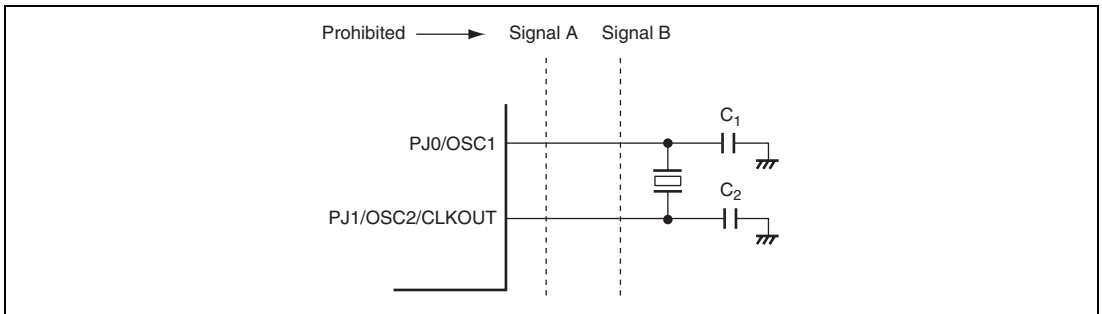 Prohibited Signal A Signal B
C1
PJ0/OSC1
C2
PJ1/OSC2/CLKOUT